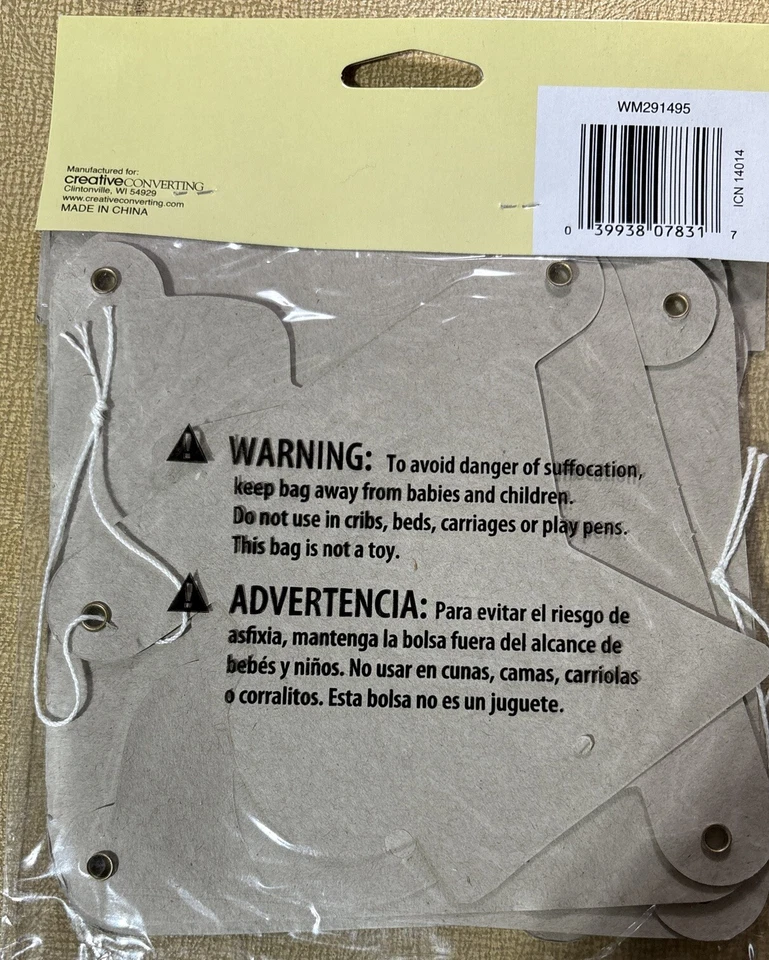 WM291495
ICN 14014
0 39938 07831 7
Manufactured for:
creative CONVERTING
Clintonville, WI 54929
www.creativeconverting.com
MADE IN CHINA
WARNING: To avoid danger of suffocation,
keep bag away from babies and children.
Do not use in cribs, beds, carriages or play pens.
This bag is not a toy.
ADVERTENCIA: Para evitar el riesgo de
asfixia, mantenga la bolsa fuera del alcance de
bebés y niños. No usar en cunas, camas, carriolas
o corralitos. Esta bolsa no es un juguete.